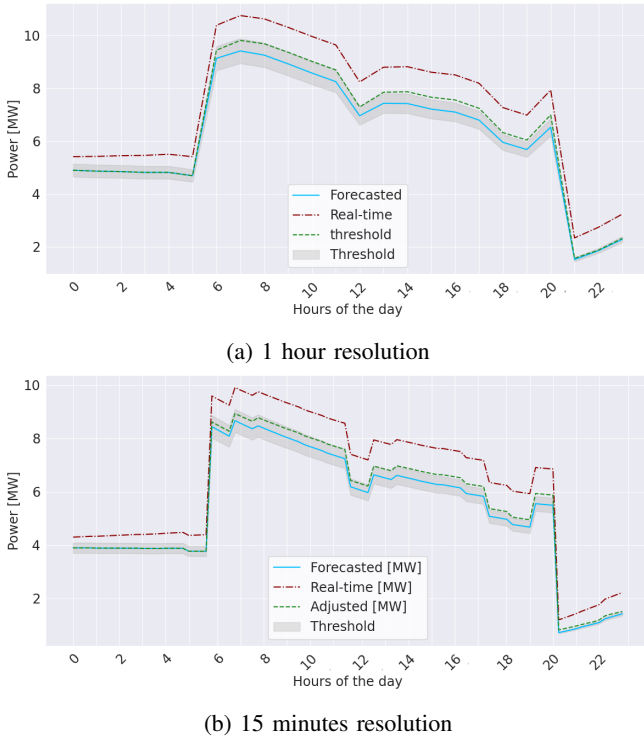 10
8
6
4
2
Power [MW]
Forecasted
Real-time
threshold
Threshold
0 2 4 6 8 10 12 14 16 18 20 22
Hours of the day
(a) 1 hour resolution
10
8
6
4
2
Power [MW]
Forecasted [MW]
Real-time [MW]
Adjusted [MW]
Threshold
0 2 4 6 8 10 12 14 16 18 20 22
Hours of the day
(b) 15 minutes resolution